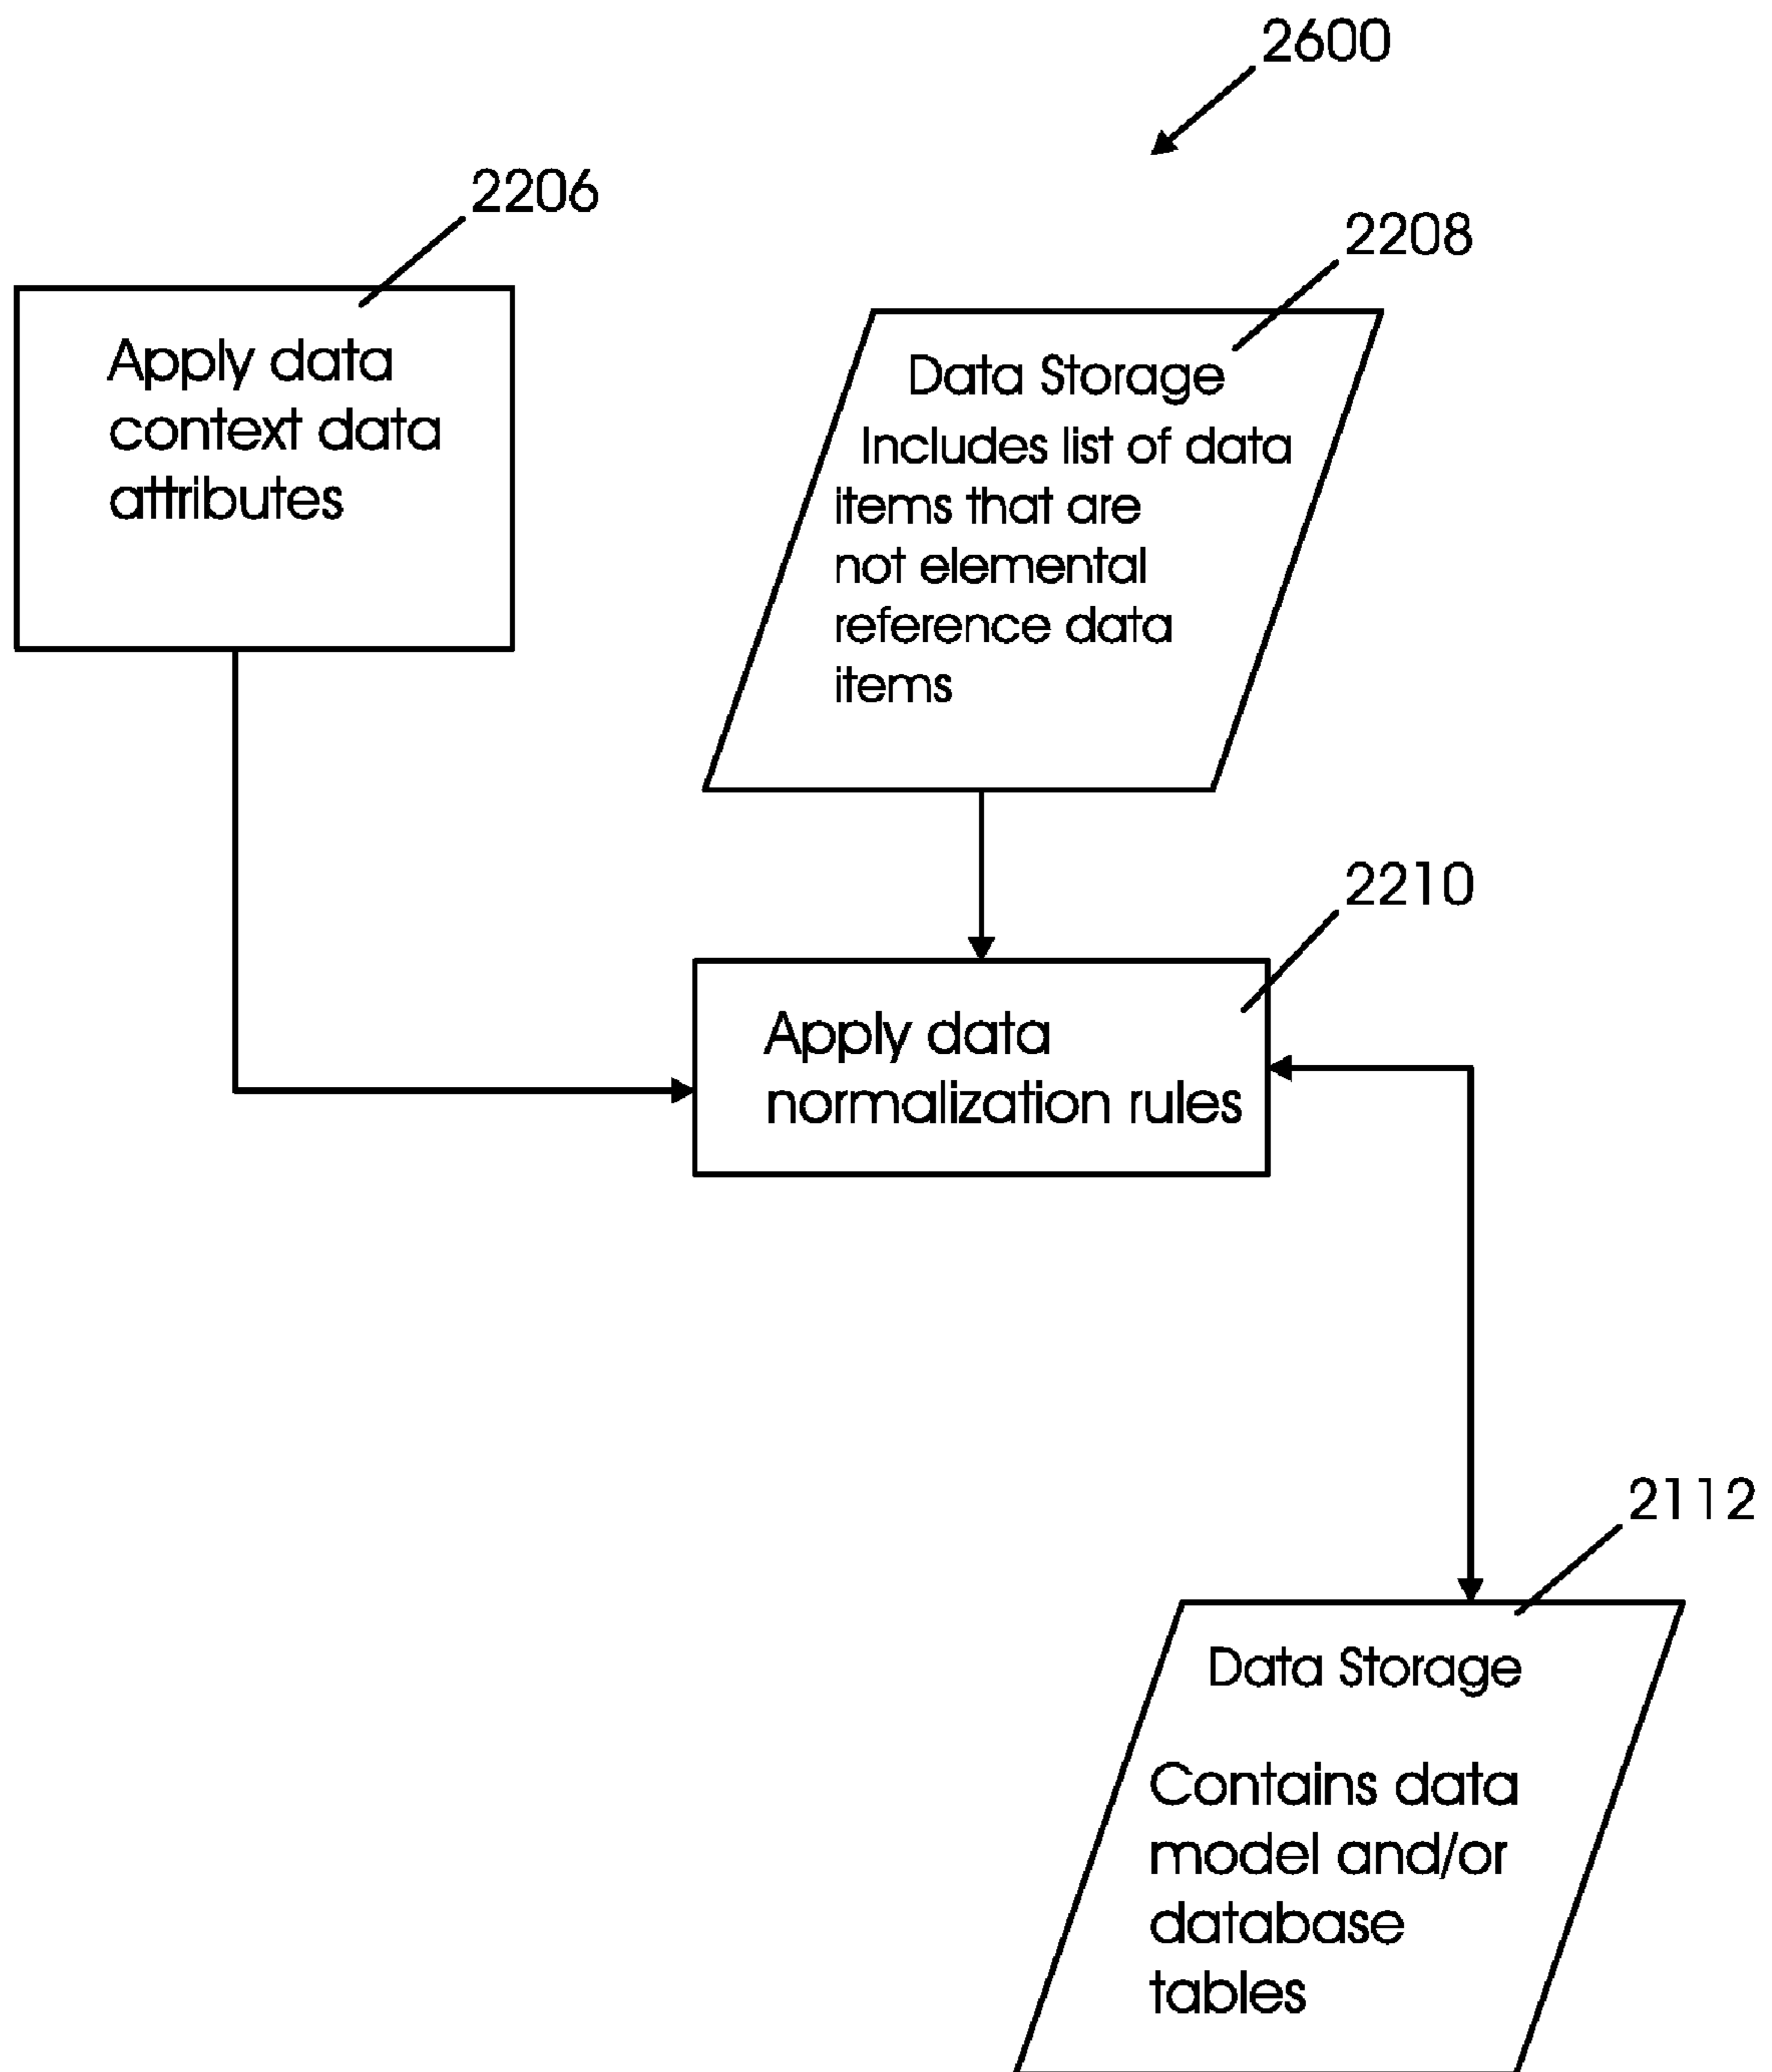 2600
2206
2208
Apply data
context data
attributes
Data Storage
Includes list of data
items that are
not elemental
reference data
items
2210
Apply data
normalization rules
2112
Data Storage
Contains data
model and/or
database
tables